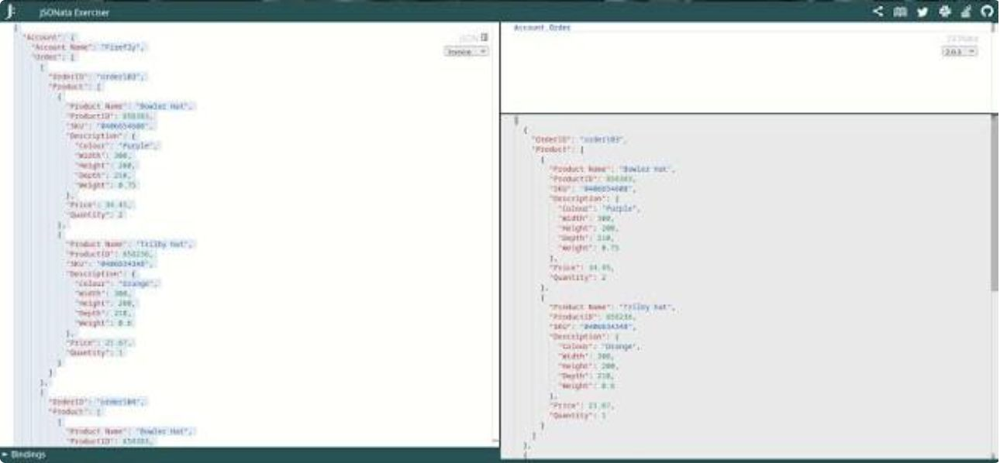 JSONata Exerciser
{
"Account": {
"Account Name": "Firefly",
"Order": [
{
"OrderID": "order103",
"Product": [
{
"Product Name": "Bowler Hat",
"ProductID": 858383,
"SKU": "0406654608",
"Description": {
"Colour": "Purple",
"Width": 300,
"Height": 200,
"Depth": 210,
"Weight": 0.75
},
"Price": 34.45,
"Quantity": 2
},
{
"Product Name": "Trilby hat",
"ProductID": 858236,
"SKU": "0406634348",
"Description": {
"Colour": "Orange",
"Width": 300,
"Height": 200,
"Depth": 210,
"Weight": 0.6
},
"Price": 21.67,
"Quantity": 1
}
]
},
{
"OrderID": "order104",
"Product": [
{
"Product Name": "Bowler Hat",
"ProductID": 858383,
JSON
Invoice
Bindings
Account.Order
JSONata
2.0.3
[
{
"OrderID": "order103",
"Product": [
{
"Product Name": "Bowler Hat",
"ProductID": 858383,
"SKU": "0406654608",
"Description": {
"Colour": "Purple",
"Width": 300,
"Height": 200,
"Depth": 210,
"Weight": 0.75
},
"Price": 34.45,
"Quantity": 2
},
{
"Product Name": "Trilby hat",
"ProductID": 858236,
"SKU": "0406634348",
"Description": {
"Colour": "Orange",
"Width": 300,
"Height": 200,
"Depth": 210,
"Weight": 0.6
},
"Price": 21.67,
"Quantity": 1
}
]
},
{